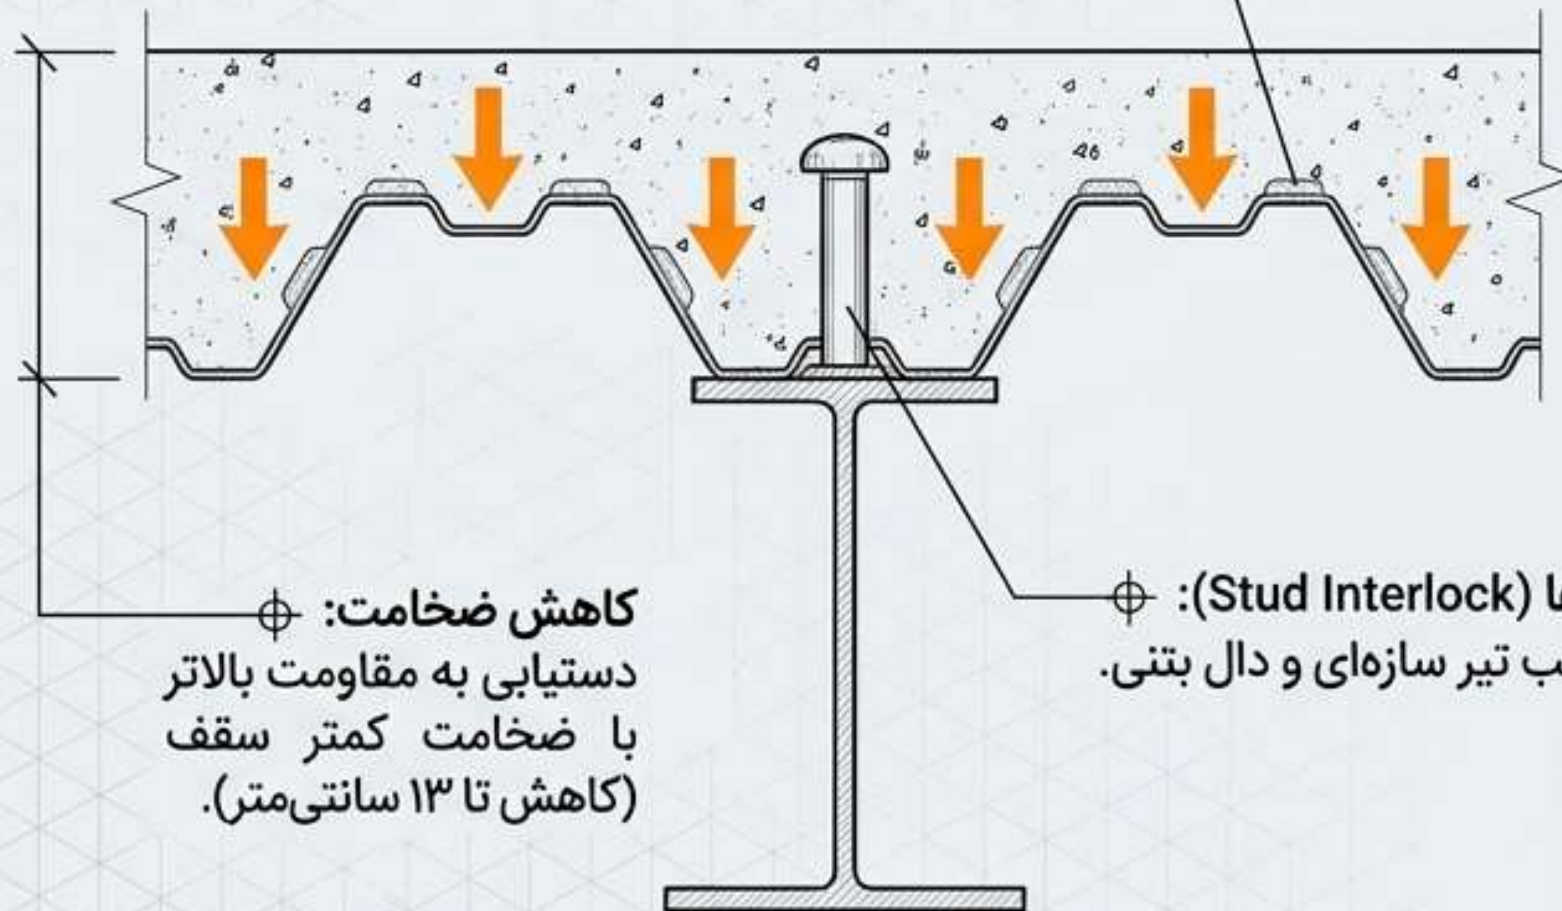 کاهش ضخامت:
دستیابی به مقاومت بالاتر
با ضخامت کمتر سقف
(کاهش تا ۱۳ سانتی‌متر).
(Stud Interlock):
تیر سازه‌ای و دال بتنی.